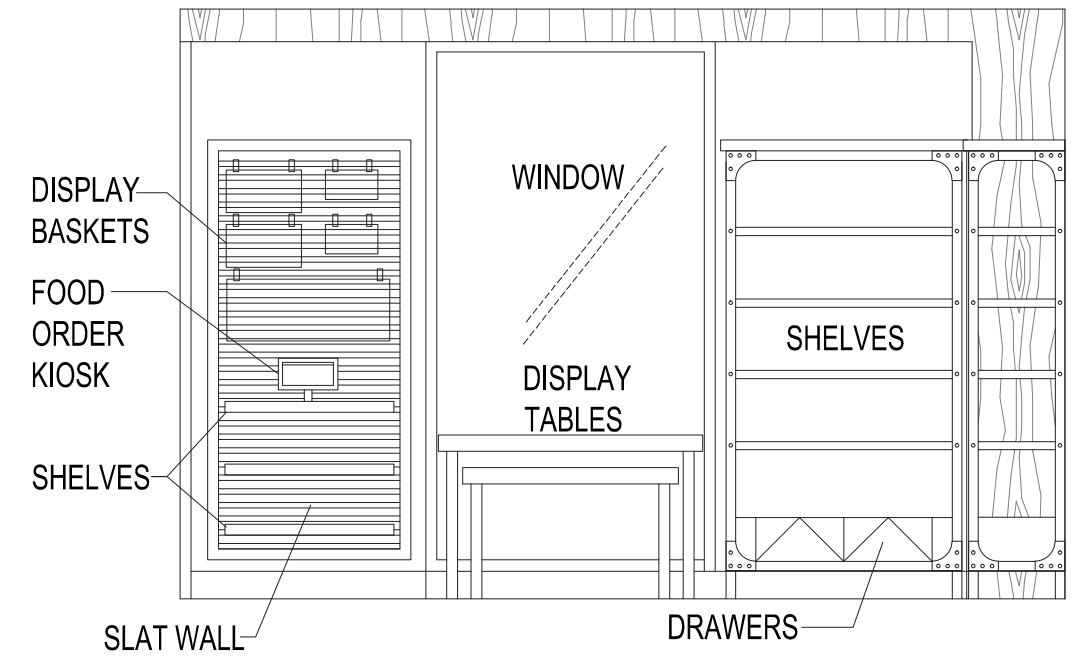 DISPLAY
BASKETS
FOOD
ORDER
KIOSK
SHELVES
SLAT WALL
WINDOW
DISPLAY
TABLES
SHELVES
DRAWERS